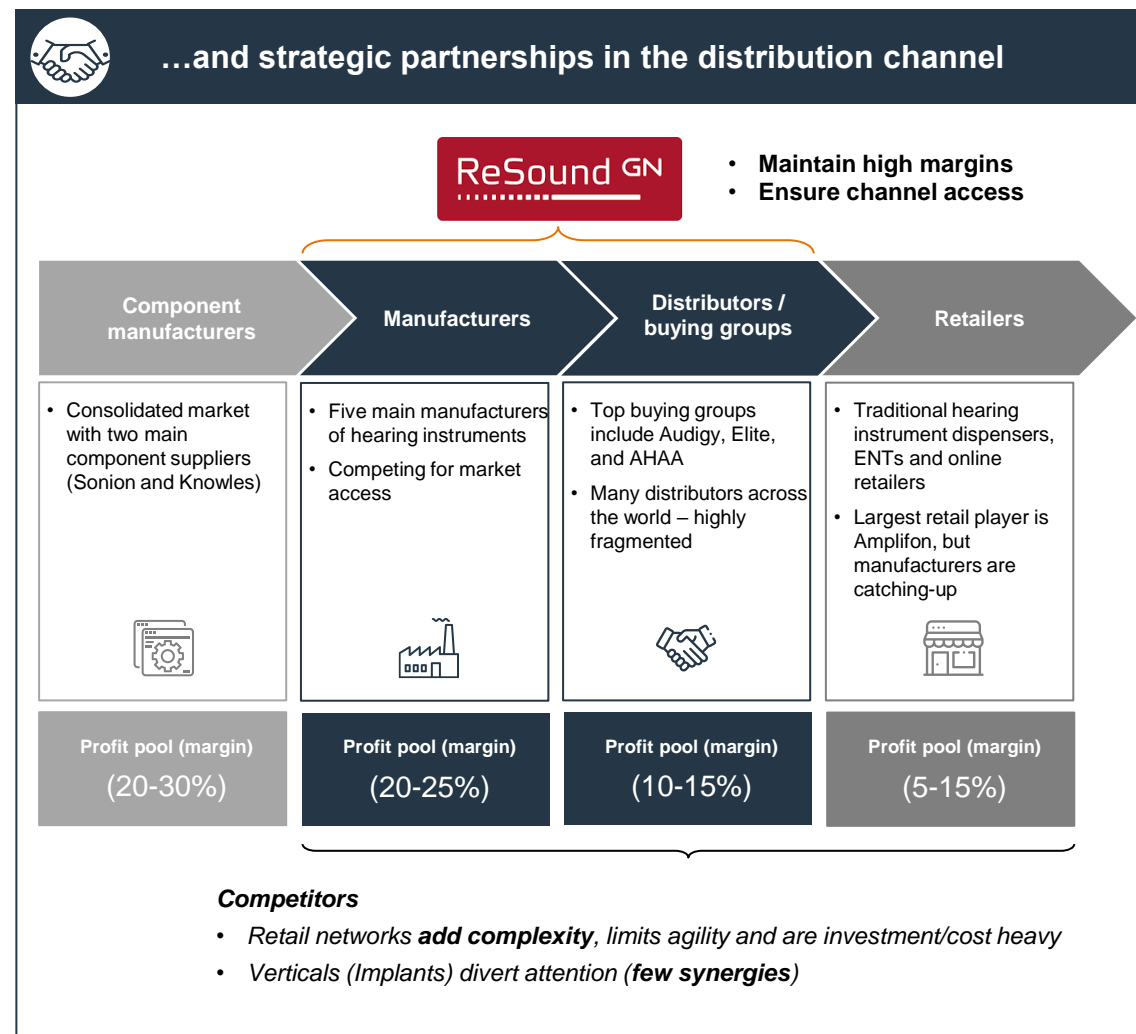 …and strategic partnerships in the distribution channel
ReSound GN
• Maintain high margins
• Ensure channel access
Component
manufacturers
Manufacturers
Distributors /
buying groups
Retailers
• Consolidated market
with two main
component suppliers
(Sonion and Knowles)
• Five main manufacturers
of hearing instruments
• Competing for market
access
• Top buying groups
include Audigy, Elite,
and AHAA
• Many distributors across
the world – highly
fragmented
• Traditional hearing
instrument dispensers,
ENTs and online
retailers
• Largest retail player is
Amplifon, but
manufacturers are
catching-up
Profit pool (margin)
(20-30%)
Profit pool (margin)
(20-25%)
Profit pool (margin)
(10-15%)
Profit pool (margin)
(5-15%)
Competitors
• Retail networks add complexity, limits agility and are investment/cost heavy
• Verticals (Implants) divert attention (few synergies)